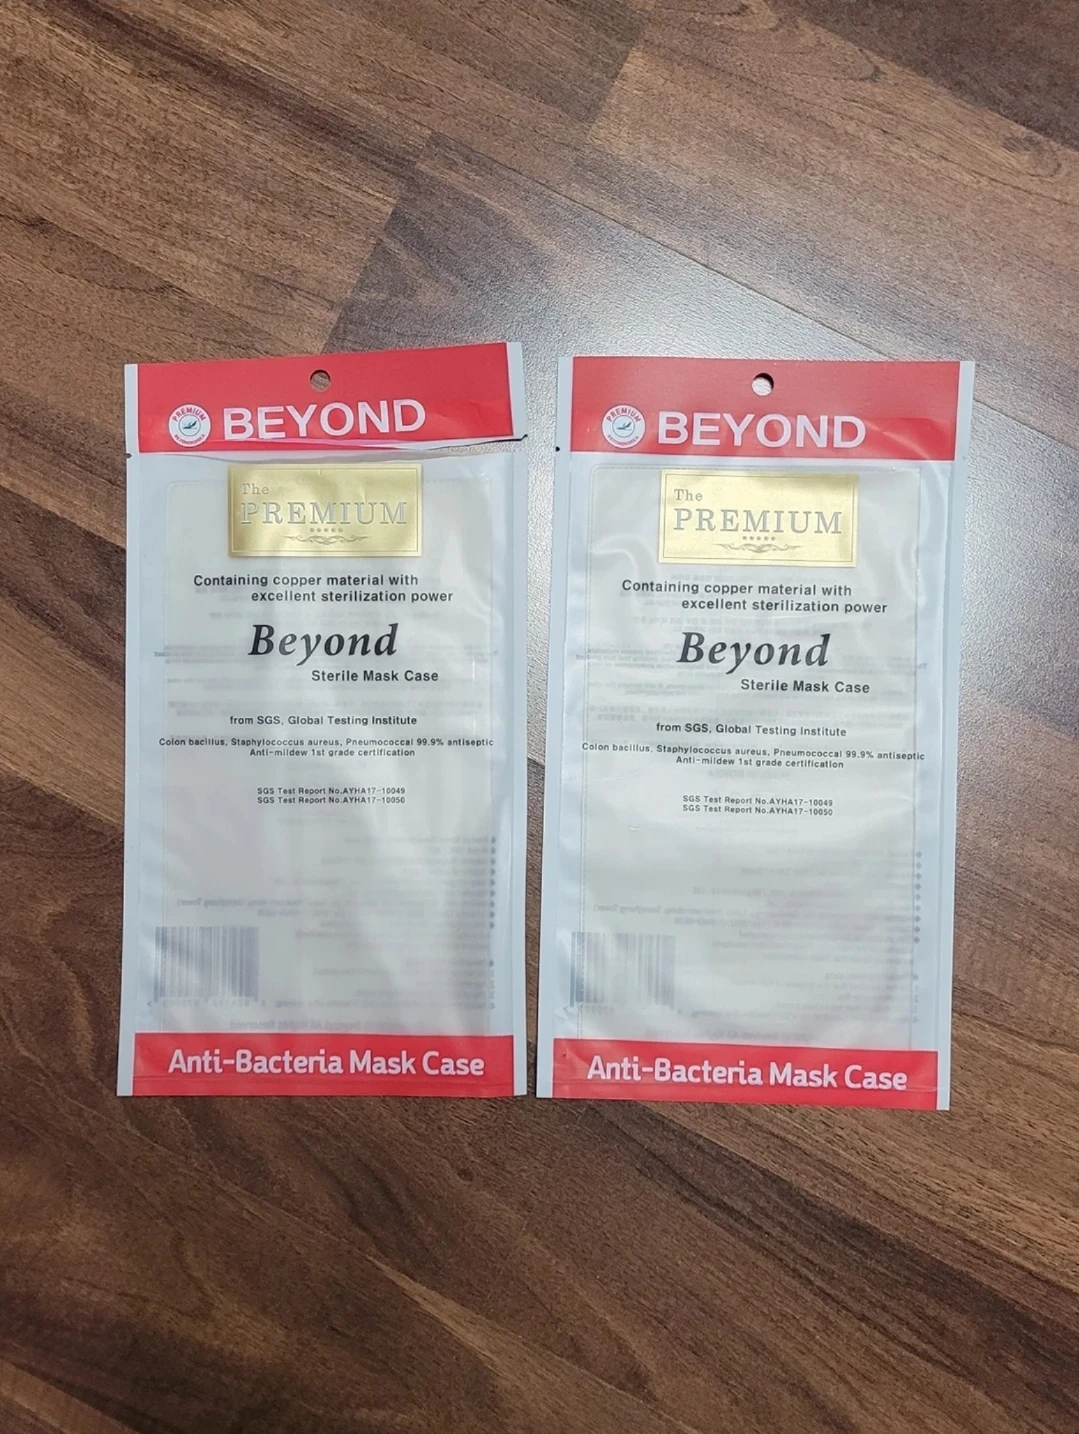 PREMIUM
BEYOND
The
PREMIUM
Containing copper material with
excellent sterilization power
Beyond
Sterile Mask Case
from SGS, Global Testing Institute
Colon bacillus, Staphylococcus aureus, Pneumococcal 99.9% antiseptic
Anti-mildew 1st grade certification
SGS Test Report No.AYHA17-10049
SGS Test Report No.AYHA17-10050
Anti-Bacteria Mask Case
PREMIUM
BEYOND
The
PREMIUM
Containing copper material with
excellent sterilization power
Beyond
Sterile Mask Case
from SGS, Global Testing Institute
Colon bacillus, Staphylococcus aureus, Pneumococcal 99.9% antiseptic
Anti-mildew 1st grade certification
SGS Test Report No.AYHA17-10049
SGS Test Report No.AYHA17-10050
Anti-Bacteria Mask Case